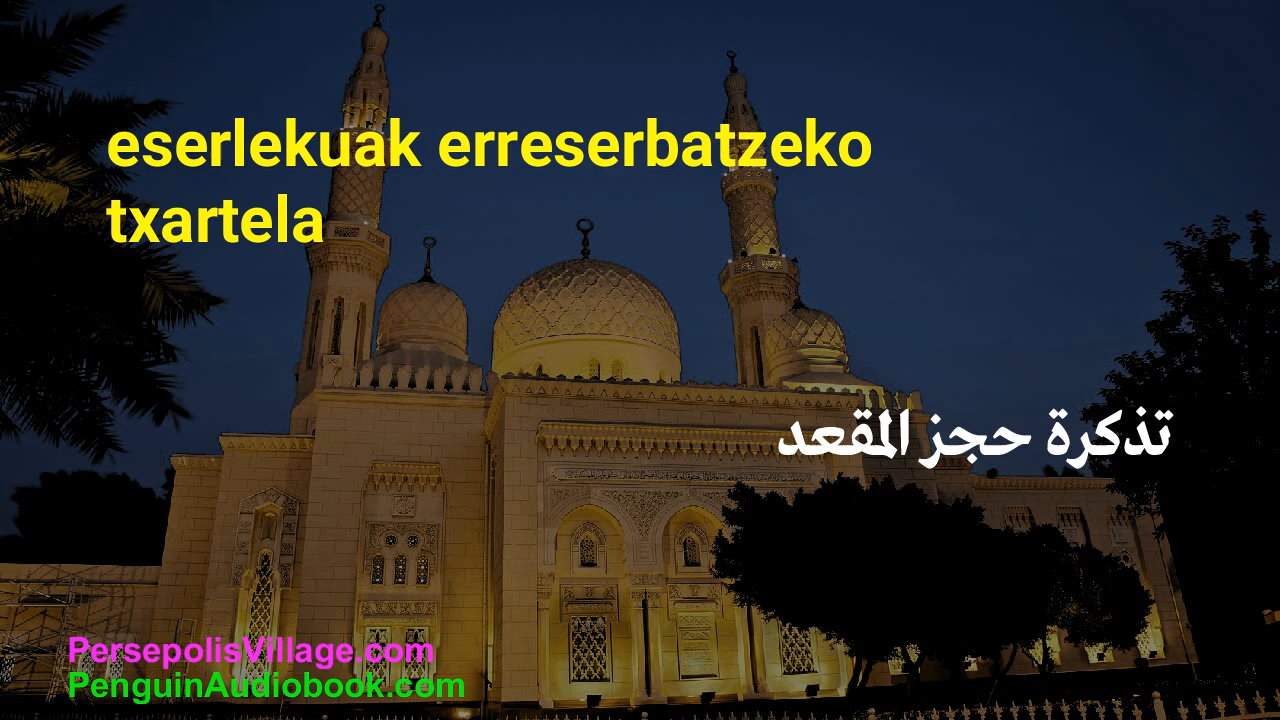 eserlekuak erreserbatzeko
txartela
تذكرة حجز المقعد
PersepolisVillage.com
PenguinAudiobook.com